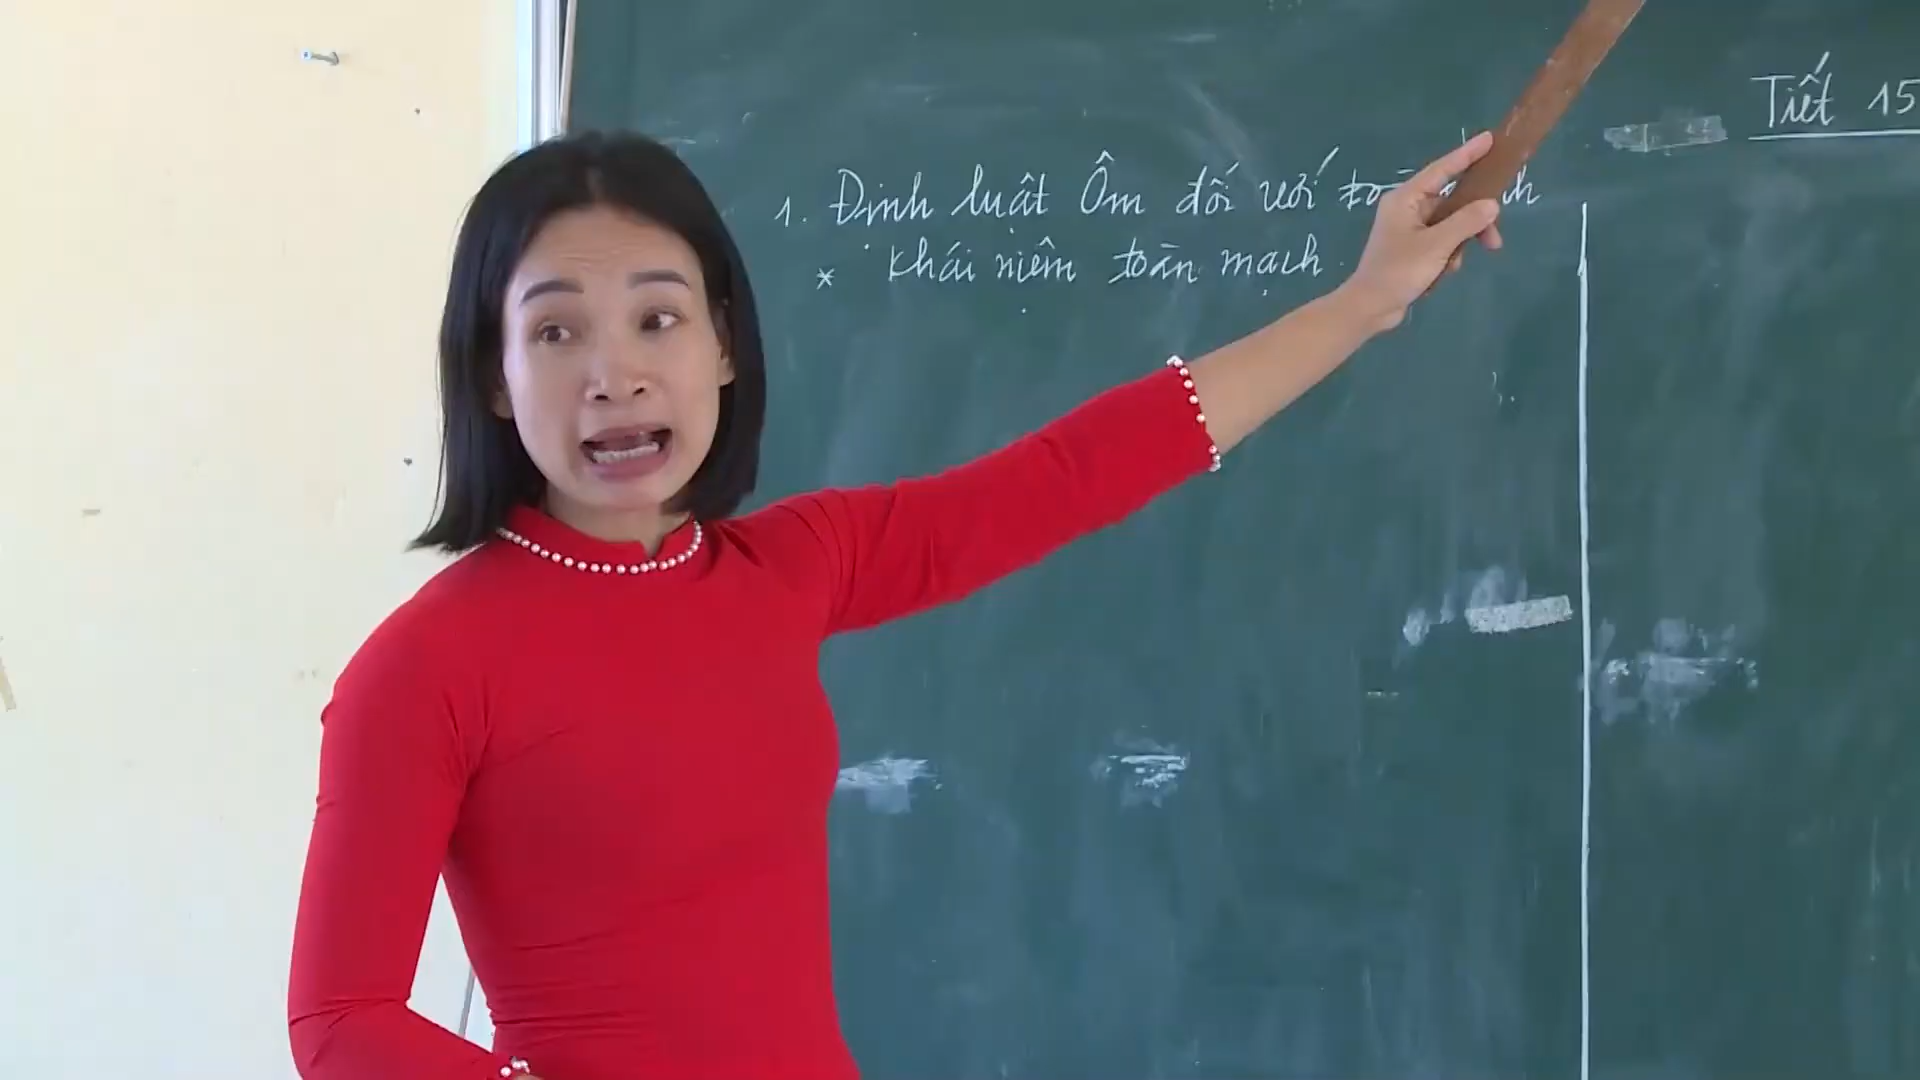 Tiết 15
1. Định luật Ôm đối với
* Khái niệm toàn mạch.